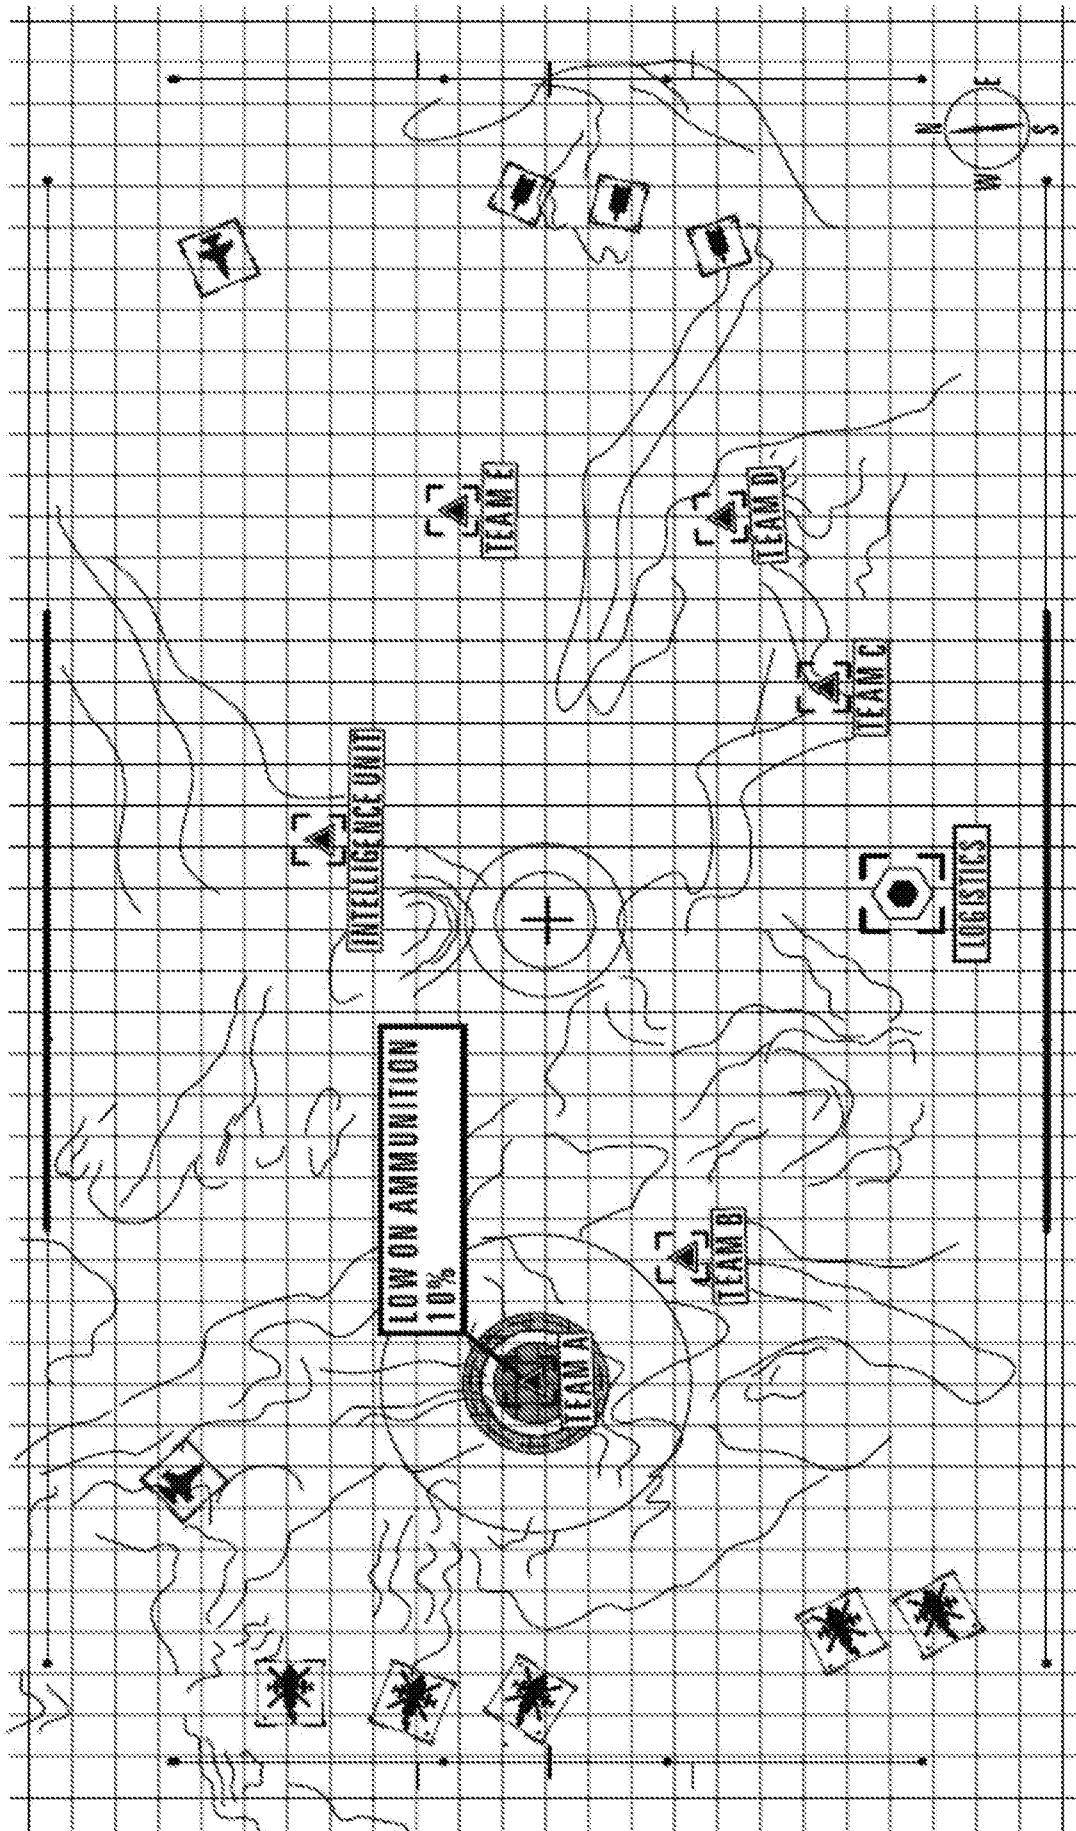 N
E
S
W
TEAM E
TEAM D
TEAM C
INTELLIGENCE UNIT
LOGISTICS
LOW ON AMMUNITION
10%
TEAM B
TEAM A